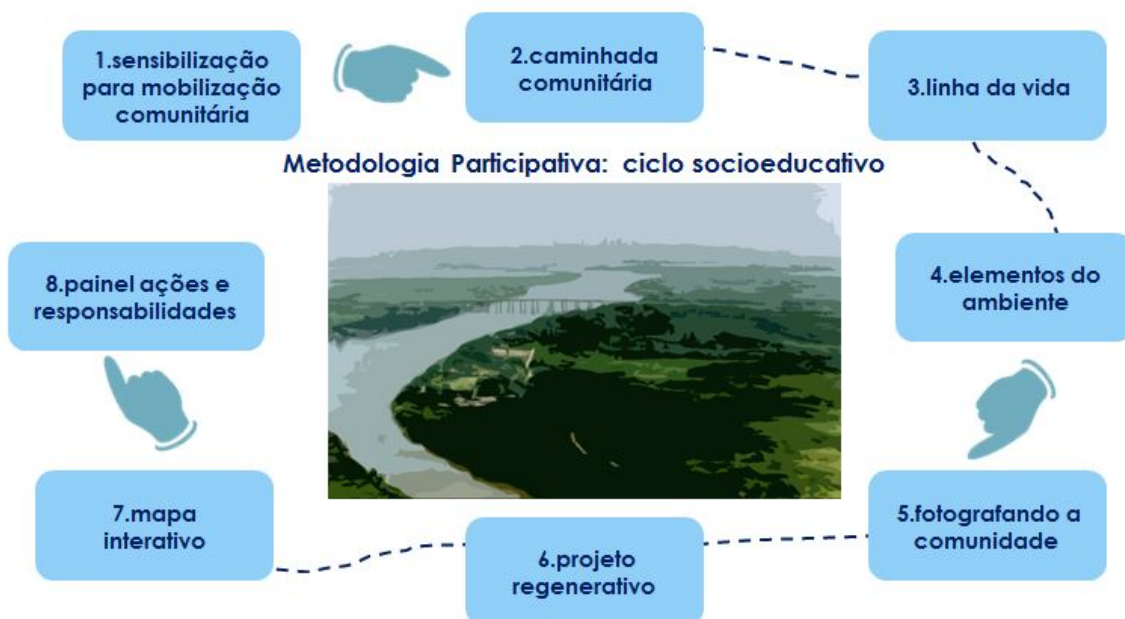 1.sensibilização
para mobilização
comunitária
2.caminhada
comunitária
3.linha da vida
Metodologia Participativa: ciclo socioeducativo
4.elementos do
ambiente
5.fotografando a
comunidade
6.projeto
regenerativo
7.mapa
interativo
8.painel ações e
responsabilidades